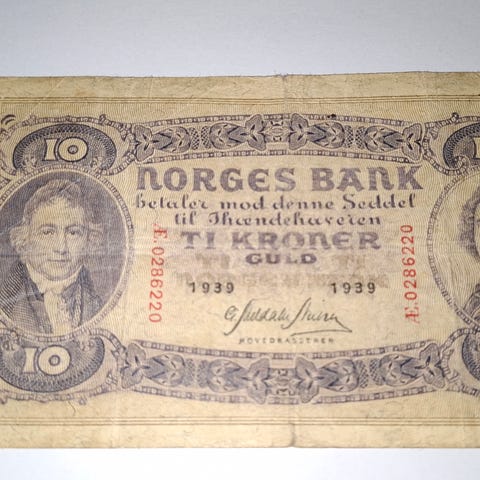 10
NORGES BANK
betaler mod denne Seddel
til Ihændehaveren
TI KRONER
GULD
1939 1939
Æ.0286220
Æ.0286220
HOVEDKASSERER
10